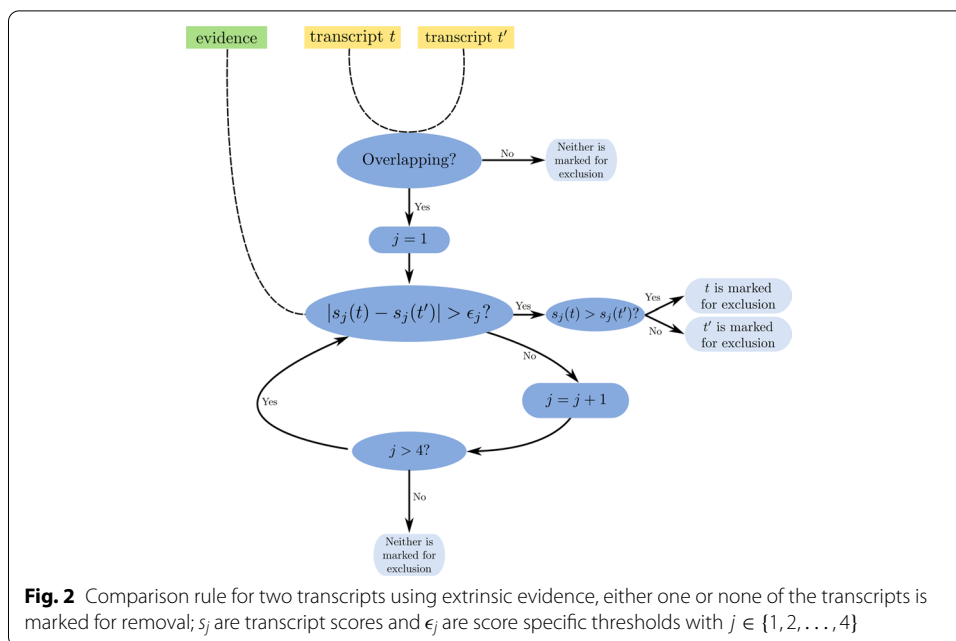 evidence
transcript t
transcript t′
Overlapping?
No
Neither is
marked for
exclusion
Yes
j = 1
|s_j(t) − s_j(t′)| > ϵ_j?
Yes
s_j(t) > s_j(t′)?
Yes
t is marked
for exclusion
No
t′ is marked
for exclusion
No
j = j + 1
Yes
j > 4?
No
Neither is
marked for
exclusion
Fig. 2 Comparison rule for two transcripts using extrinsic evidence, either one or none of the transcripts is
marked for removal; s_j are transcript scores and ϵ_j are score specific thresholds with j ∈ {1, 2, . . . , 4}